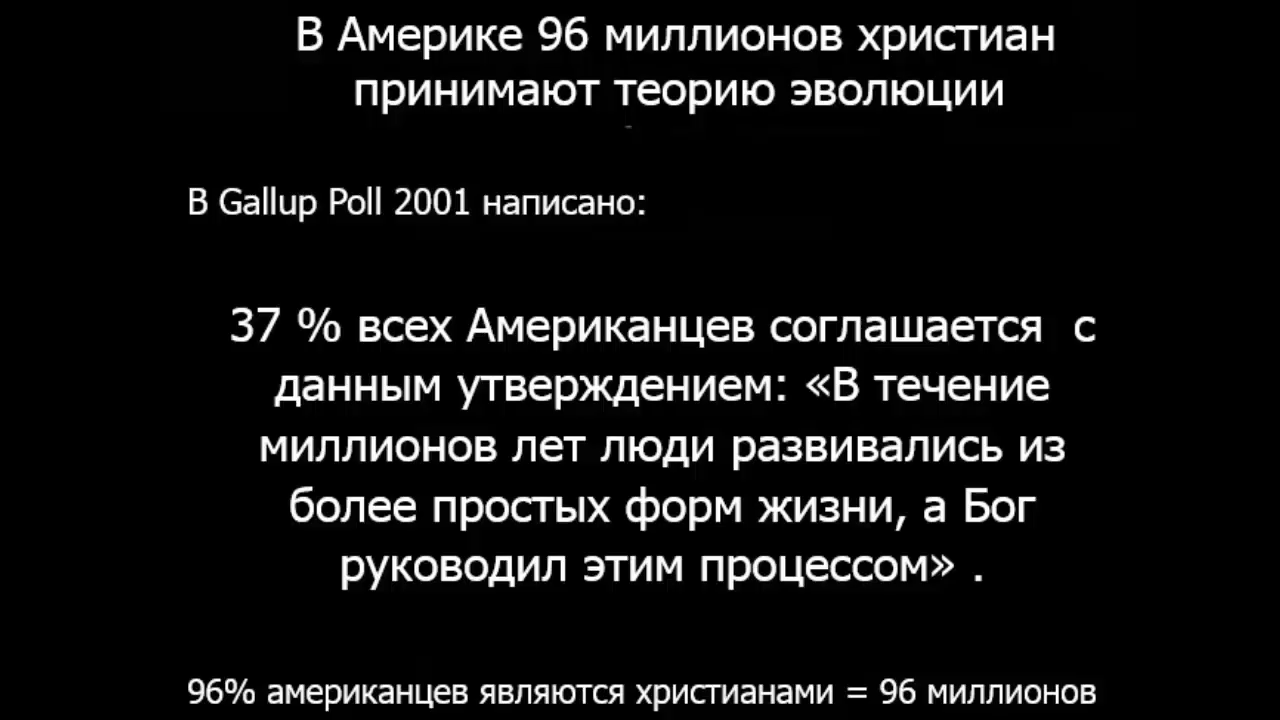 В Америке 96 миллионов христиан
принимают теорию эволюции
В Gallup Poll 2001 написано:
37 % всех Американцев соглашается с
данным утверждением: «В течение
миллионов лет люди развивались из
более простых форм жизни, а Бог
руководил этим процессом» .
96% американцев являются христианами = 96 миллионов